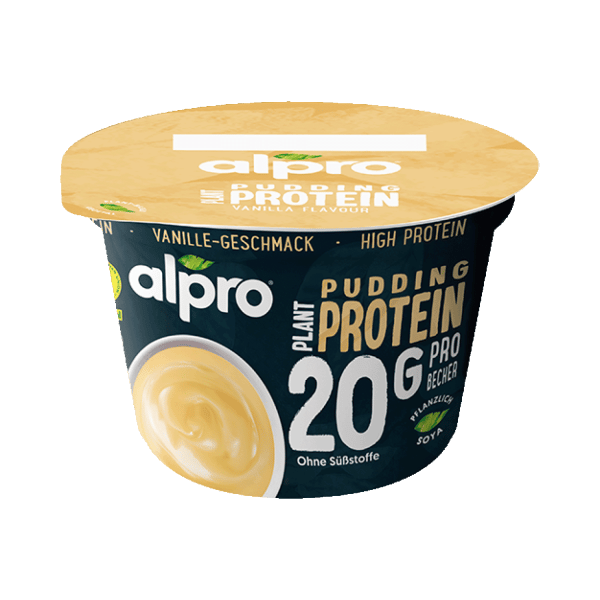 alpro
PLANT
PUDDING
PROTEIN
VANILLA FLAVOUR
VANILLE-GESCHMACK · HIGH PROTEIN
alpro
PLANT
PUDDING
PROTEIN
20G PRO
BECHER
Ohne Süßstoffe
PFLANZLICH
SOYA